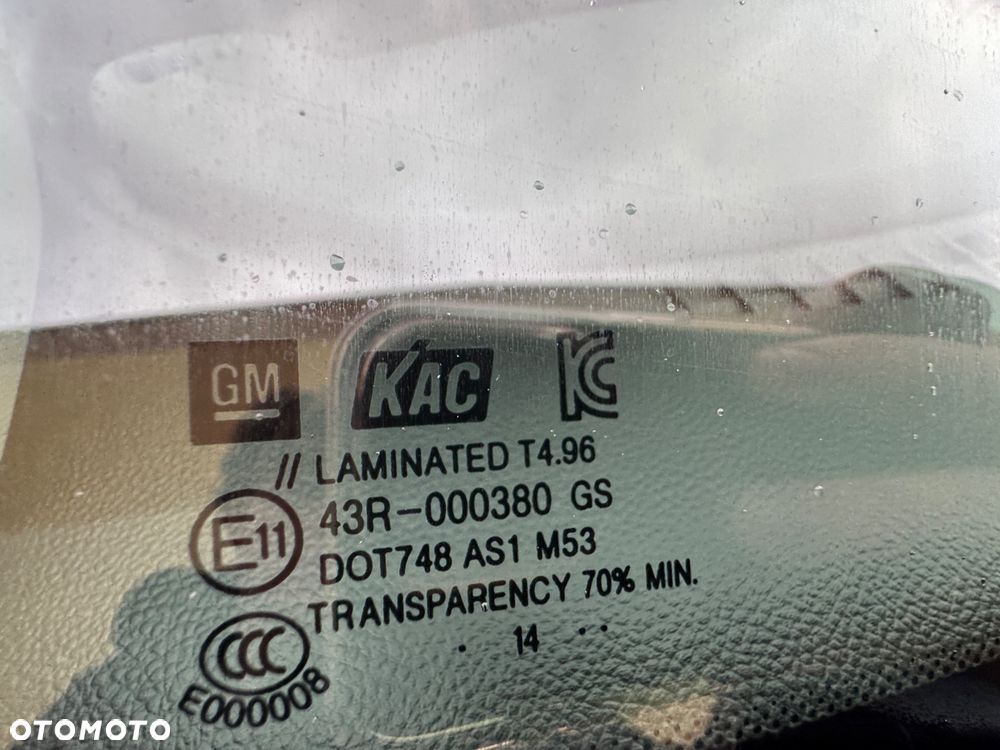 GM KAC KC
// LAMINATED T4.96
43R-000380 GS
E11
DOT748 AS1 M53
TRANSPARENCY 70% MIN.
. 14 . .
CCC
E000008
OTOMOTO